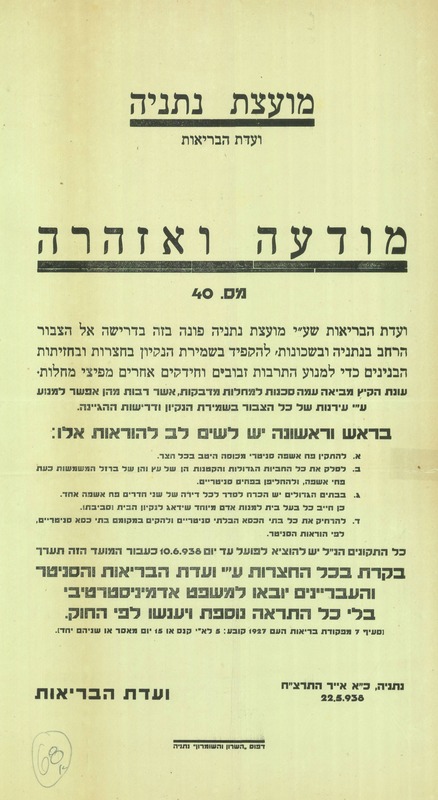 מועצת נתניה
ועדת הבריאות
מודעה ואזהרה
מס. 40
ועדת הבריאות שע״י מועצת נתניה פונה בזה בדרישה אל הצבור
הרחב בנתניה ובשכונות, להקפיד בשמירת הנקיון בחצרות ובחזיתות
הבנינים כדי למנוע התרבות זבובים וחידקים אחרים מפיצי מחלות.
עונת הקיץ מביאה עמה סכנות למחלות מדבקות, אשר רבות מהן אפשר למנוע
ע״י עירנות של כל הצבור בשמירת הנקיון ודרישות ההגיינה.
בראש וראשונה יש לשים לב להוראות אלו:
א. להתקין פח אשפה סניטרי מכוסה היטב בכל חצר.
ב. לסלק את כל החביות הגדולות והקטנות הן של עץ והן של ברזל המשמשות כעת
פחי אשפה, ולהחליפן בפחים סניטריים.
ג. בבתים הגדולים יש הכרח לסדר לכל דירה של שני חדרים פח אשפה אחד.
כן חייב כל בעל בית למנות אדם מיוחד שידאג לנקיון הבית וסביבתו.
ד. להרחיק את כל בתי הכסא הבלתי סניטריים ולהקים במקומם בתי כסא סניטריים,
לפי הוראות הסניטר.
כל התקונים הנ״ל יש להוציא לפועל עד יום 10.6.938 כעבור המועד הזה תערך
בקרת בכל החצרות ע״י ועדת הבריאות והסניטר
והעבריינים יובאו למשפט אדמיניסטרטיבי
בלי כל התראה נוספת ויענשו לפי החוק.
(סעיף 7 מפקודת בריאות העם 1927 קובע: 5 לא״י קנס או 15 יום מאסר או שניהם יחד).
נתניה, כ״א אייר התרצ״ח
22.5.938
ועדת הבריאות
דפוס „השרון והשומרון״ נתניה
68